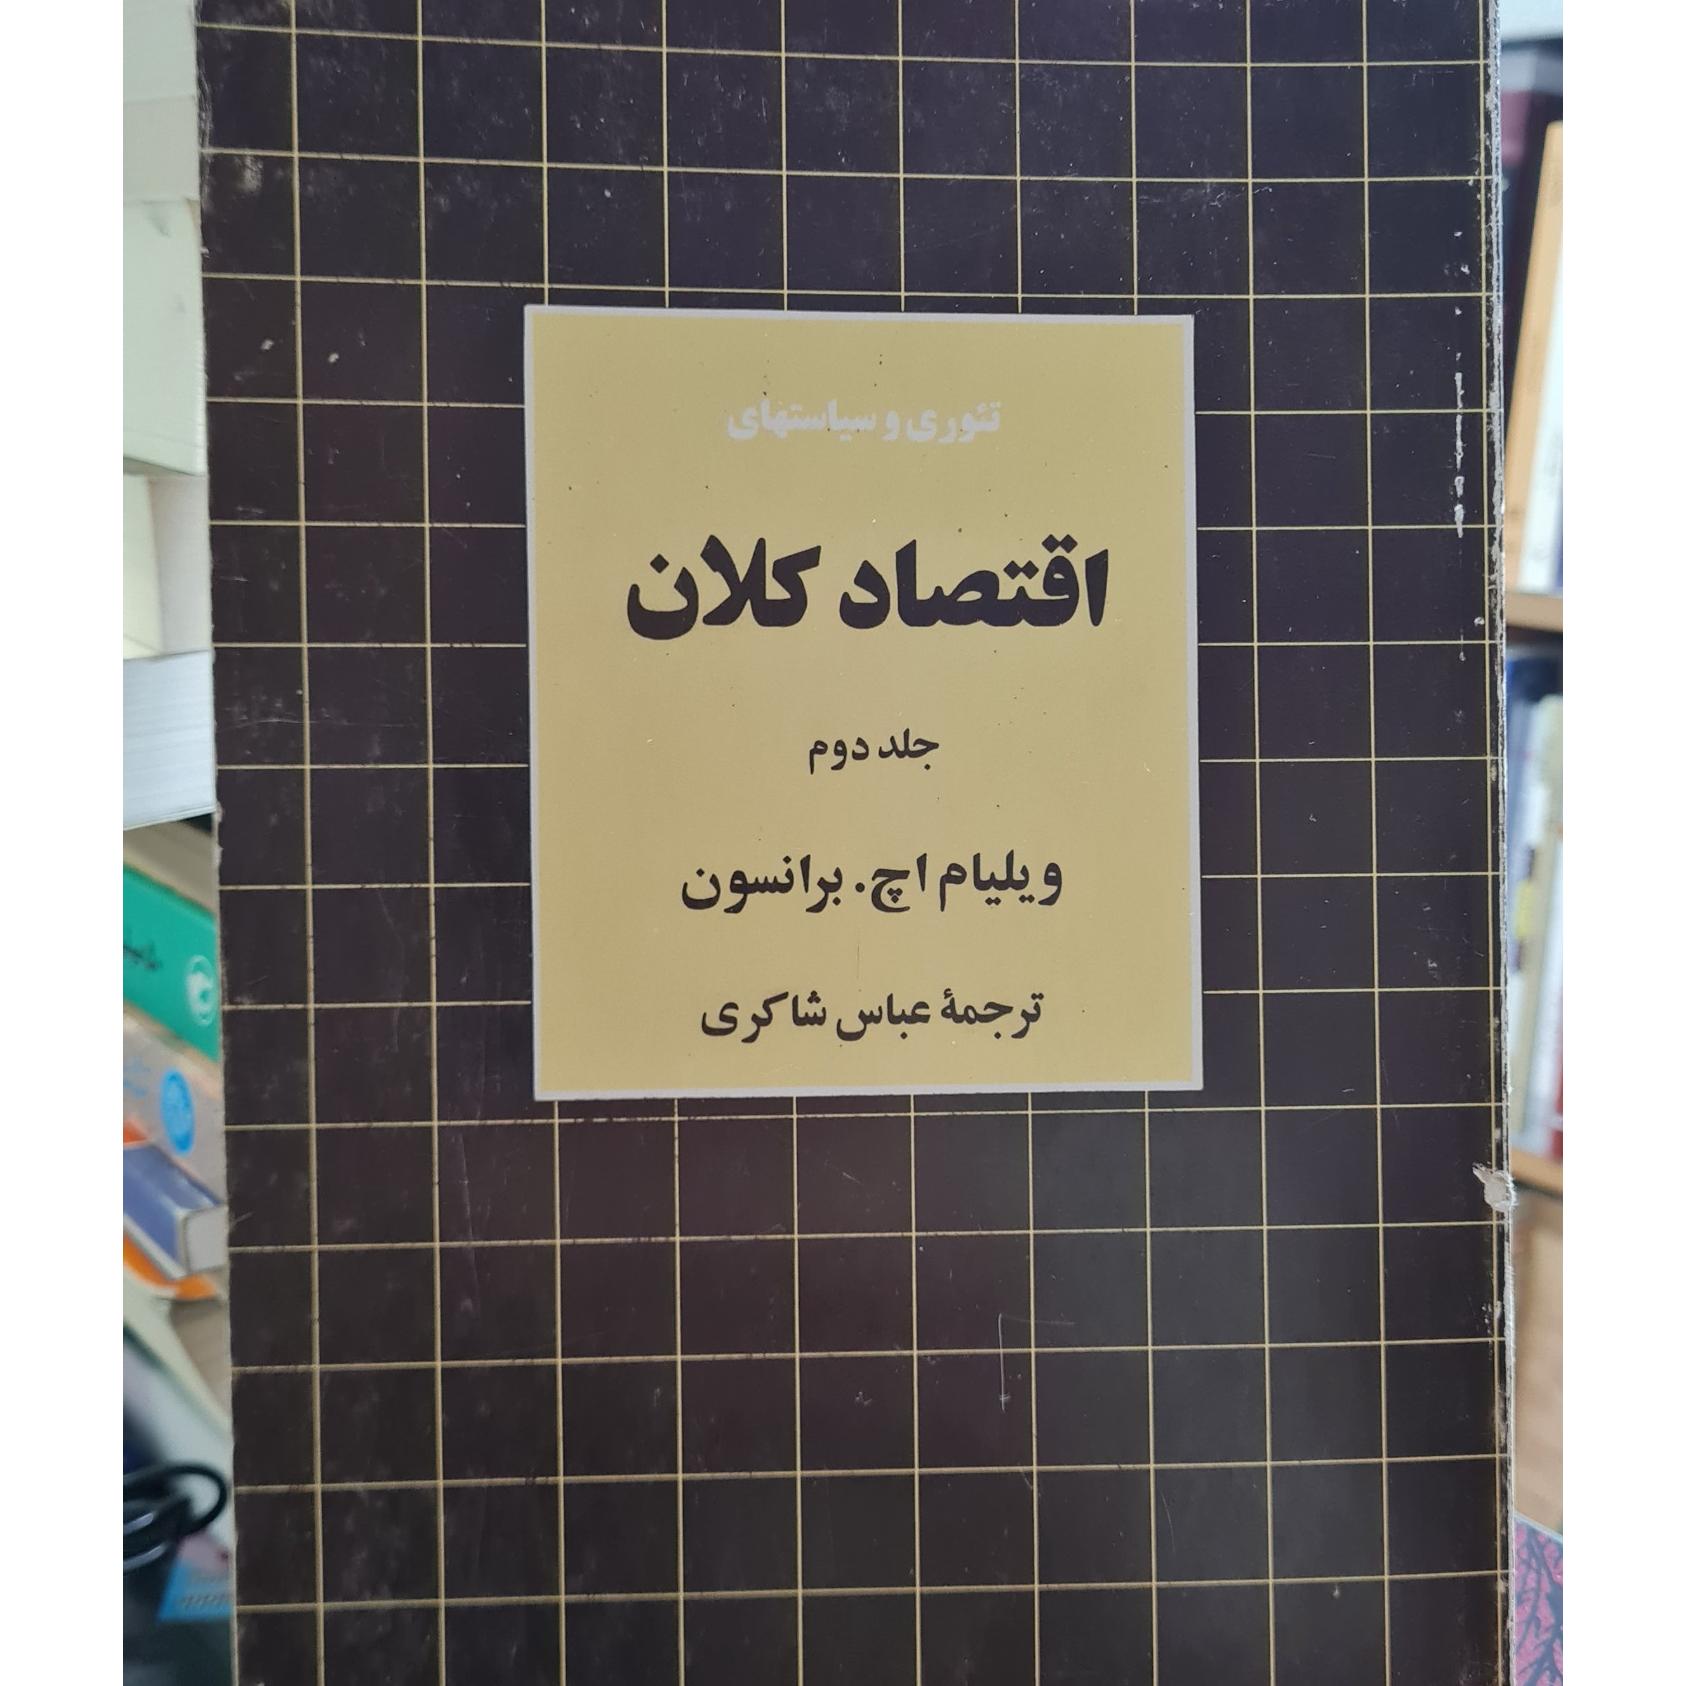 تئوری و سیاستهای
اقتصاد کلان
جلد دوم
ویلیام اچ. برانسون
ترجمهٔ عباس شاکری